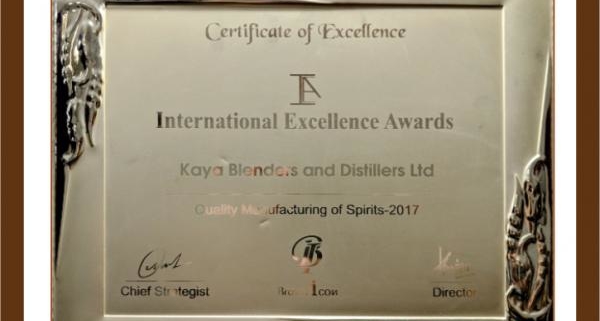 Certificate of Excellence
IEA
International Excellence Awards
Kaya Blenders and Distillers Ltd
Quality Manufacturing of Spirits-2017
Chief Strategist
Brands Icon
Director